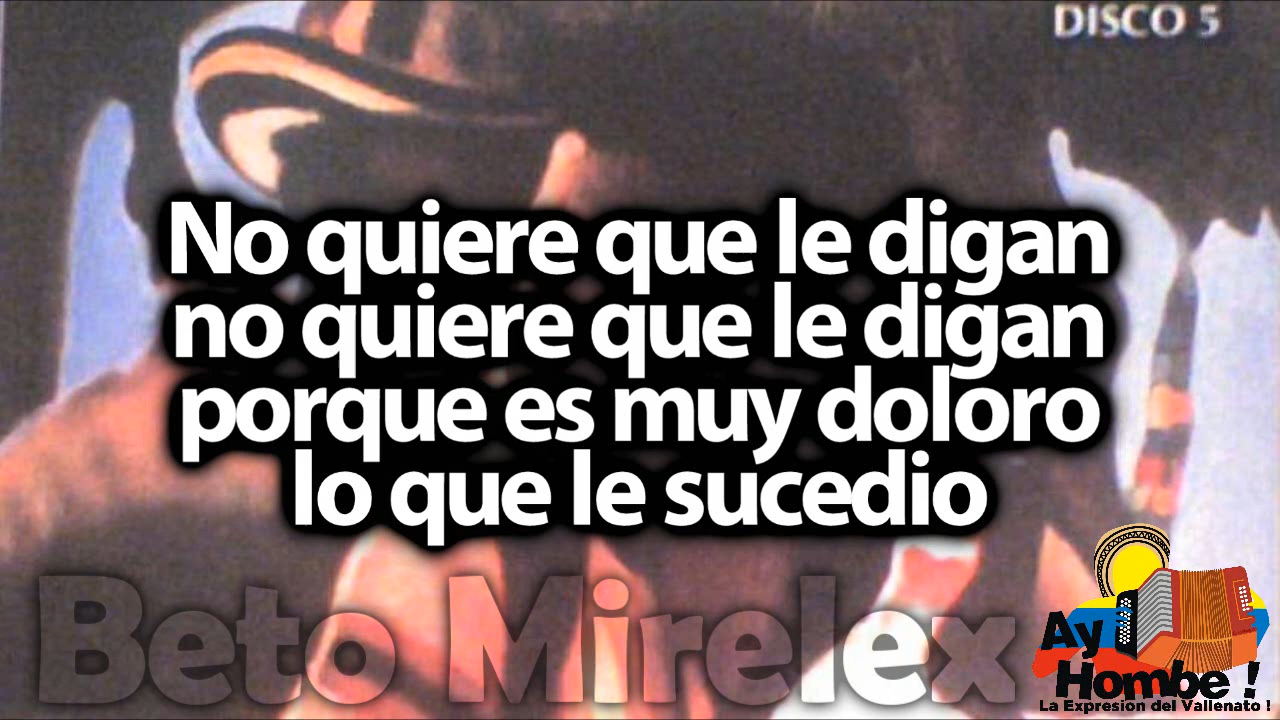 DISCO 5
No quiere que le digan
no quiere que le digan
porque es muy doloro
lo que le sucedio
Beto Mirelex
Ay
Hombe !
La Expresion del Vallenato !